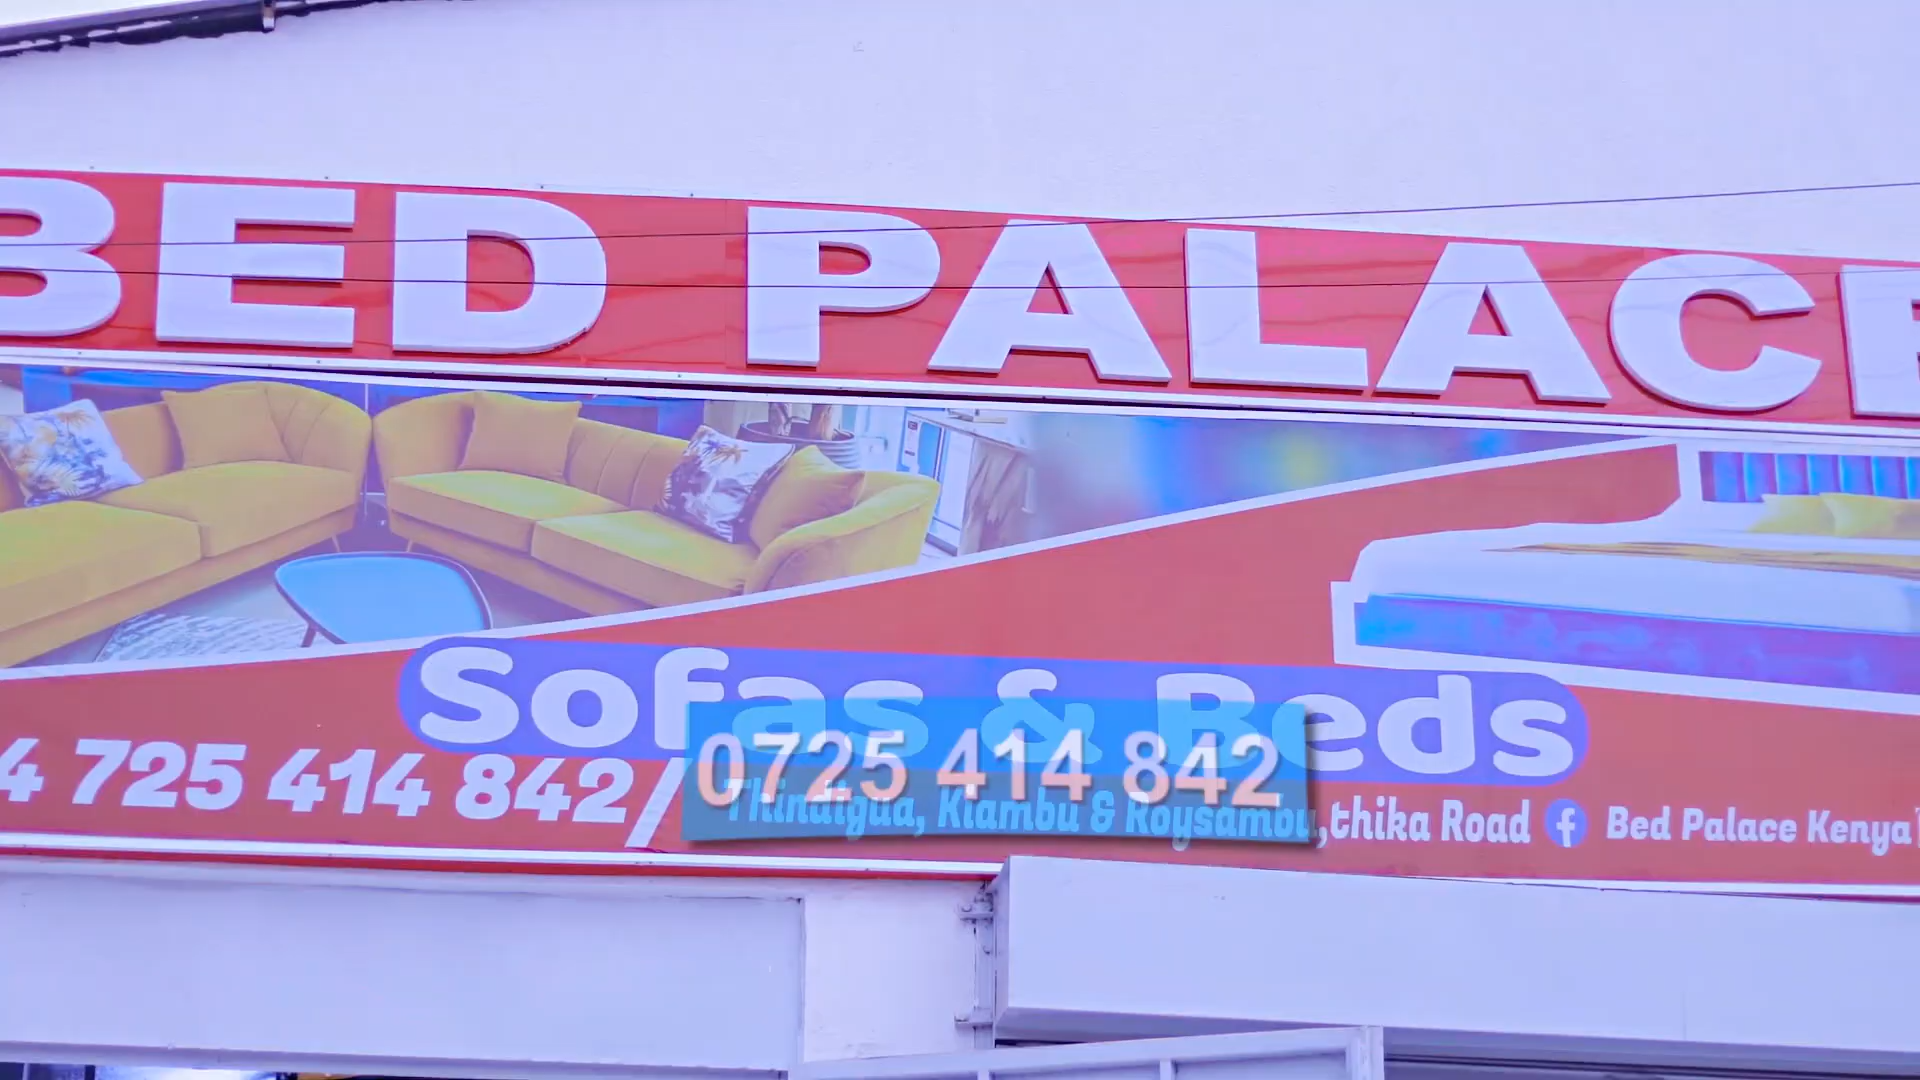 BED PALACE
Sofas & Beds
4 725 414 842/
0725 414 842
Thindigua, Kiambu & Roysambu,thika Road
Bed Palace Kenya